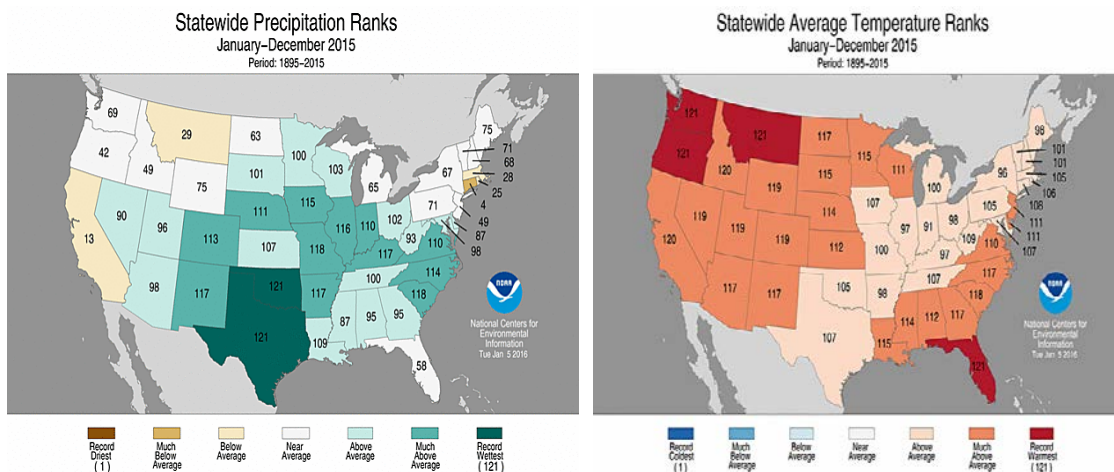 Statewide Precipitation Ranks
January–December 2015
Period: 1895–2015
69
29
63
75
42
49
75
100
101
103
65
67
71
68
28
25
4
49
87
98
90
96
113
111
115
116
110
102
71
93
110
13
98
117
107
118
117
114
118
100
121
117
121
109
87
95
95
58
NOAA
National Centers for
Environmental
Information
Tue Jan 5 2016
Record
Driest
(1)
Much
Below
Average
Below
Average
Near
Average
Above
Average
Much
Above
Average
Record
Wettest
(121)
Statewide Average Temperature Ranks
January–December 2015
Period: 1895–2015
121
121
117
98
121
120
119
115
115
111
100
96
101
101
105
106
108
111
111
107
119
119
119
114
107
97
91
98
105
109
110
120
117
117
112
100
97
117
118
107
105
98
107
115
114
112
117
121
NOAA
National Centers for
Environmental
Information
Tue Jan 5 2016
Record
Coldest
(1)
Much
Below
Average
Below
Average
Near
Average
Above
Average
Much
Above
Average
Record
Warmest